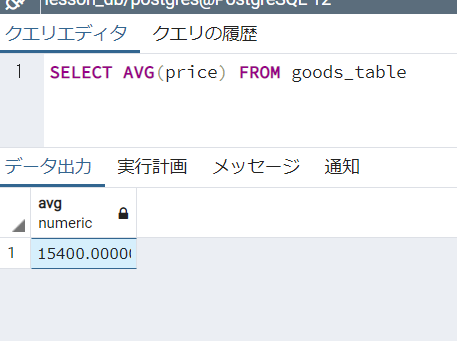 lesson_db/postgres@PostgreSQL 12
クエリエディタ クエリの履歴
1 SELECT AVG(price) FROM goods_table
データ出力 実行計画 メッセージ 通知
avg
numeric
1 15400.0000